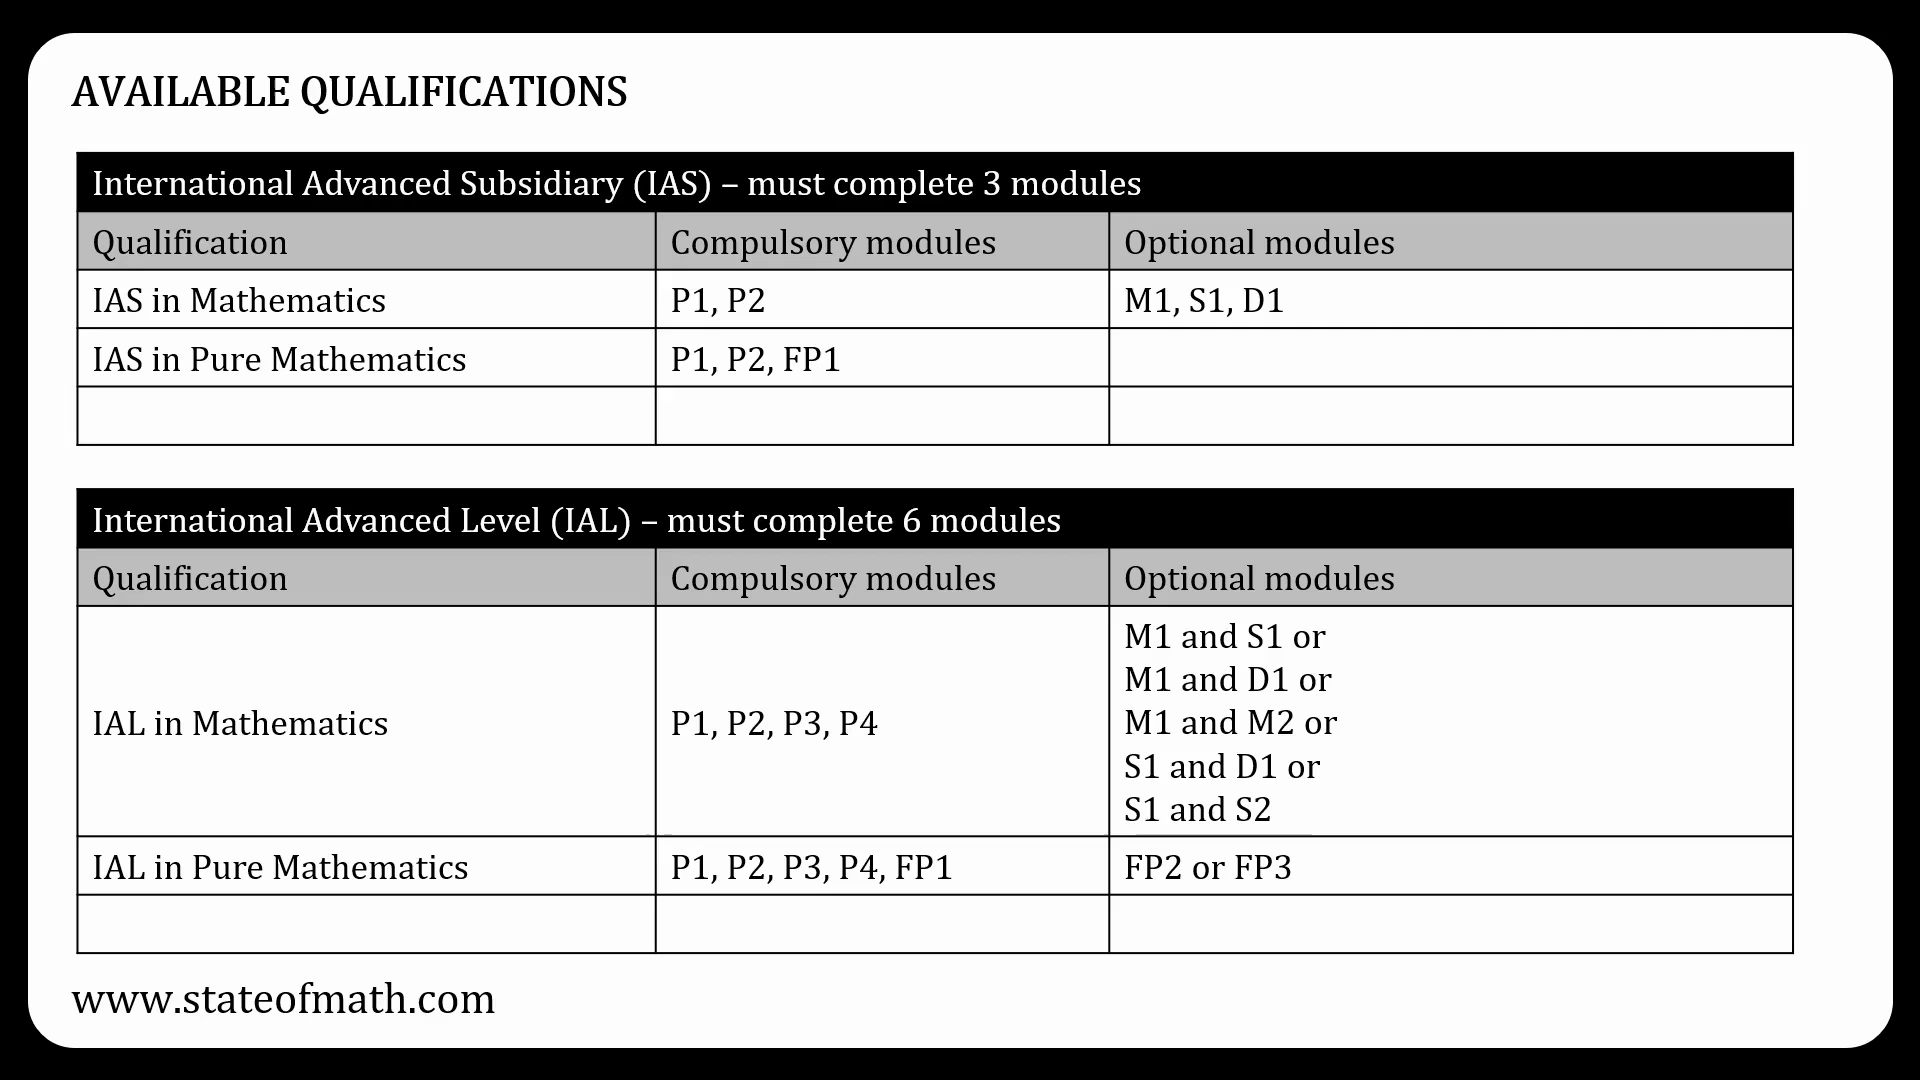 AVAILABLE QUALIFICATIONS
International Advanced Subsidiary (IAS) – must complete 3 modules
Qualification Compulsory modules Optional modules
IAS in Mathematics P1, P2 M1, S1, D1
IAS in Pure Mathematics P1, P2, FP1
International Advanced Level (IAL) – must complete 6 modules
Qualification Compulsory modules Optional modules
IAL in Mathematics P1, P2, P3, P4
M1 and S1 or
M1 and D1 or
M1 and M2 or
S1 and D1 or
S1 and S2
IAL in Pure Mathematics P1, P2, P3, P4, FP1 FP2 or FP3
www.stateofmath.com